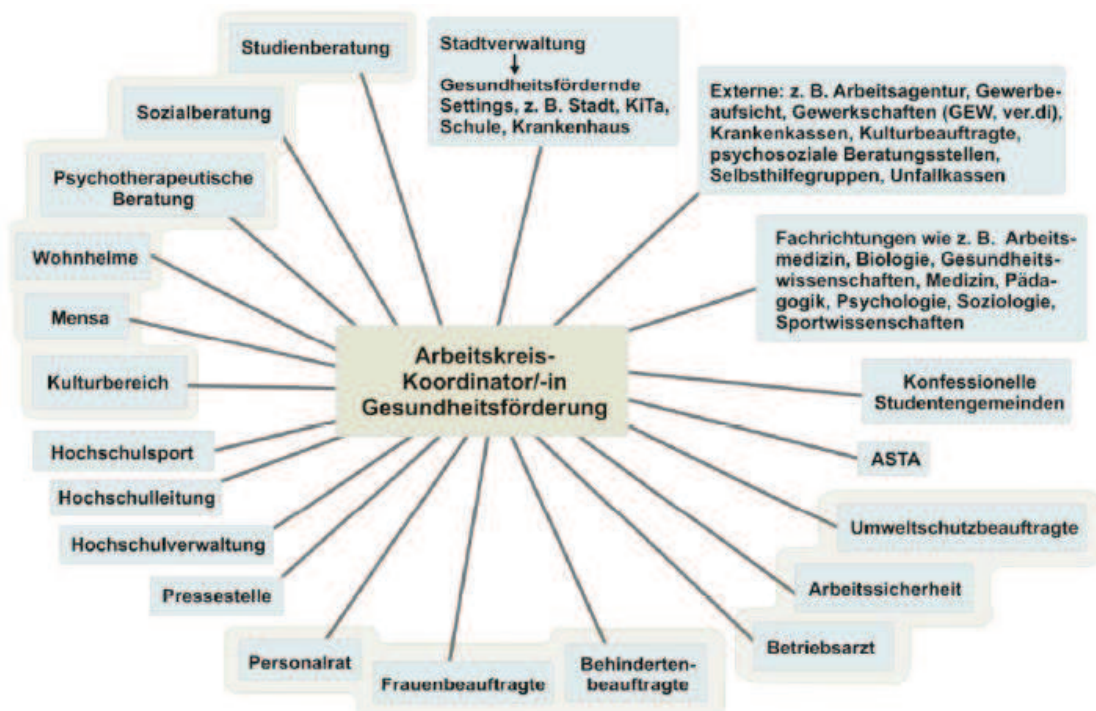 Studienberatung
Stadtverwaltung
Gesundheitsfördernde
Settings, z. B. Stadt, KiTa,
Schule, Krankenhaus
Externe: z. B. Arbeitsagentur, Gewerbe-
aufsicht, Gewerkschaften (GEW, ver.di),
Krankenkassen, Kulturbeauftragte,
psychosoziale Beratungsstellen,
Selbsthilfegruppen, Unfallkassen
Sozialberatung
Psychotherapeutische
Beratung
Wohnheime
Mensa
Kulturbereich
Fachrichtungen wie z. B. Arbeits-
medizin, Biologie, Gesundheits-
wissenschaften, Medizin, Päda-
gogik, Psychologie, Soziologie,
Sportwissenschaften
Arbeitskreis-
Koordinator/-in
Gesundheitsförderung
Konfessionelle
Studentengemeinden
Hochschulsport
ASTA
Hochschulleitung
Umweltschutzbeauftragte
Hochschulverwaltung
Arbeitssicherheit
Pressestelle
Betriebsarzt
Personalrat
Frauenbeauftragte
Behinderten-
beauftragte